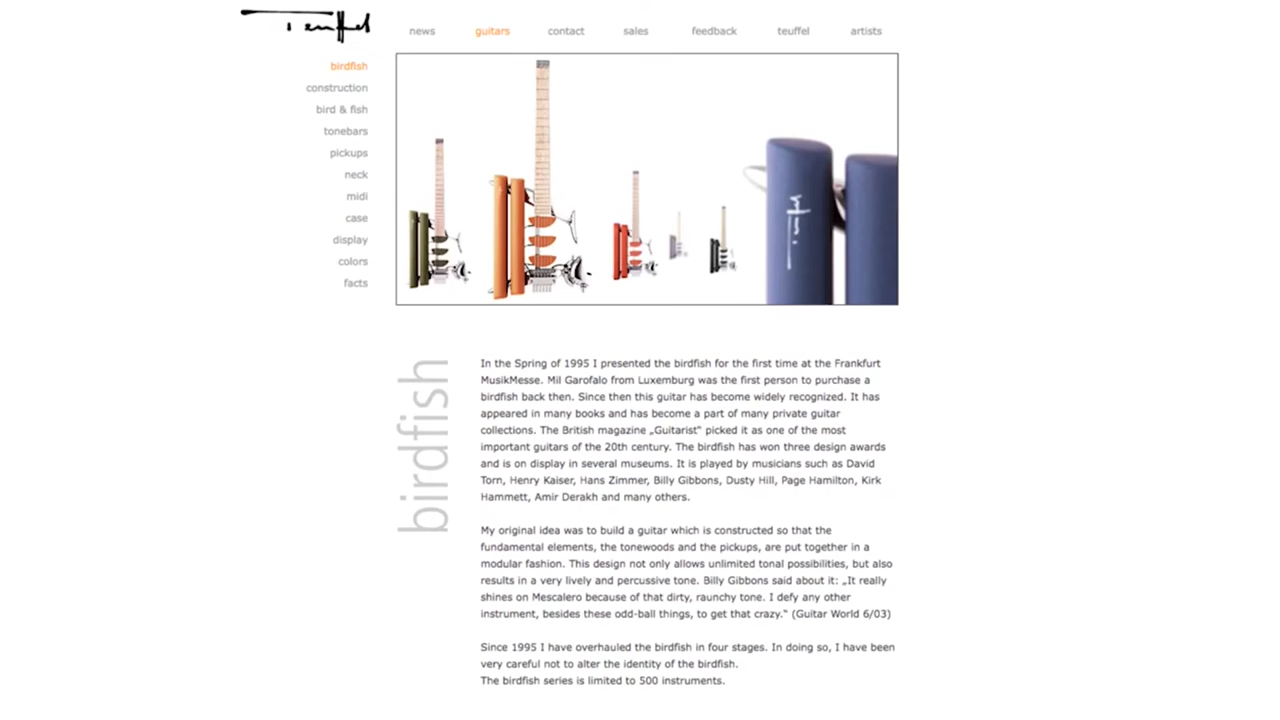 Teuffel
news guitars contact sales feedback teuffel artists
birdfish
construction
bird & fish
tonebars
pickups
neck
midi
case
display
colors
facts
birdfish
In the Spring of 1995 I presented the birdfish for the first time at the Frankfurt
MusikMesse. Mil Garofalo from Luxemburg was the first person to purchase a
birdfish back then. Since then this guitar has become widely recognized. It has
appeared in many books and has become a part of many private guitar
collections. The British magazine „Guitarist“ picked it as one of the most
important guitars of the 20th century. The birdfish has won three design awards
and is on display in several museums. It is played by musicians such as David
Torn, Henry Kaiser, Hans Zimmer, Billy Gibbons, Dusty Hill, Page Hamilton, Kirk
Hammett, Amir Derakh and many others.
My original idea was to build a guitar which is constructed so that the
fundamental elements, the tonewoods and the pickups, are put together in a
modular fashion. This design not only allows unlimited tonal possibilities, but also
results in a very lively and percussive tone. Billy Gibbons said about it: „It really
shines on Mescalero because of that dirty, raunchy tone. I defy any other
instrument, besides these odd-ball things, to get that crazy.“ (Guitar World 6/03)
Since 1995 I have overhauled the birdfish in four stages. In doing so, I have been
very careful not to alter the identity of the birdfish.
The birdfish series is limited to 500 instruments.